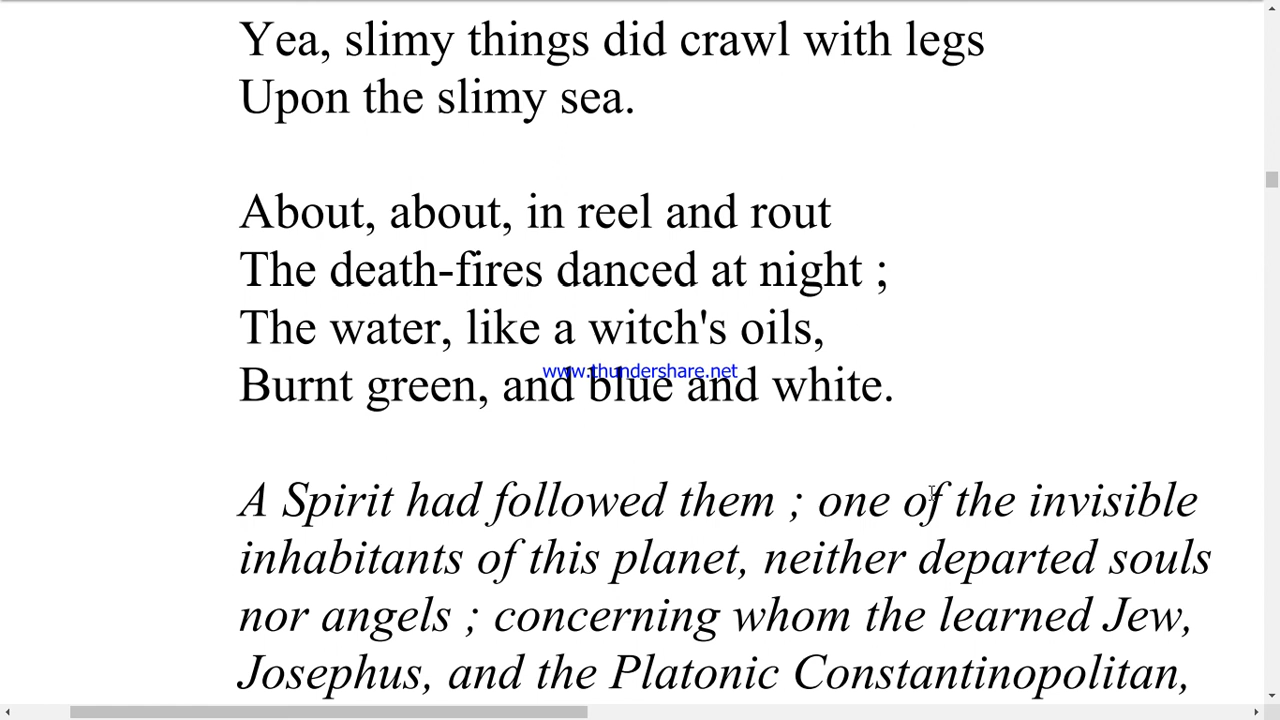 Yea, slimy things did crawl with legs
Upon the slimy sea.
About, about, in reel and rout
The death-fires danced at night ;
The water, like a witch's oils,
www.thundershare.net
Burnt green, and blue and white.
A Spirit had followed them ; one of the invisible
inhabitants of this planet, neither departed souls
nor angels ; concerning whom the learned Jew,
Josephus, and the Platonic Constantinopolitan,